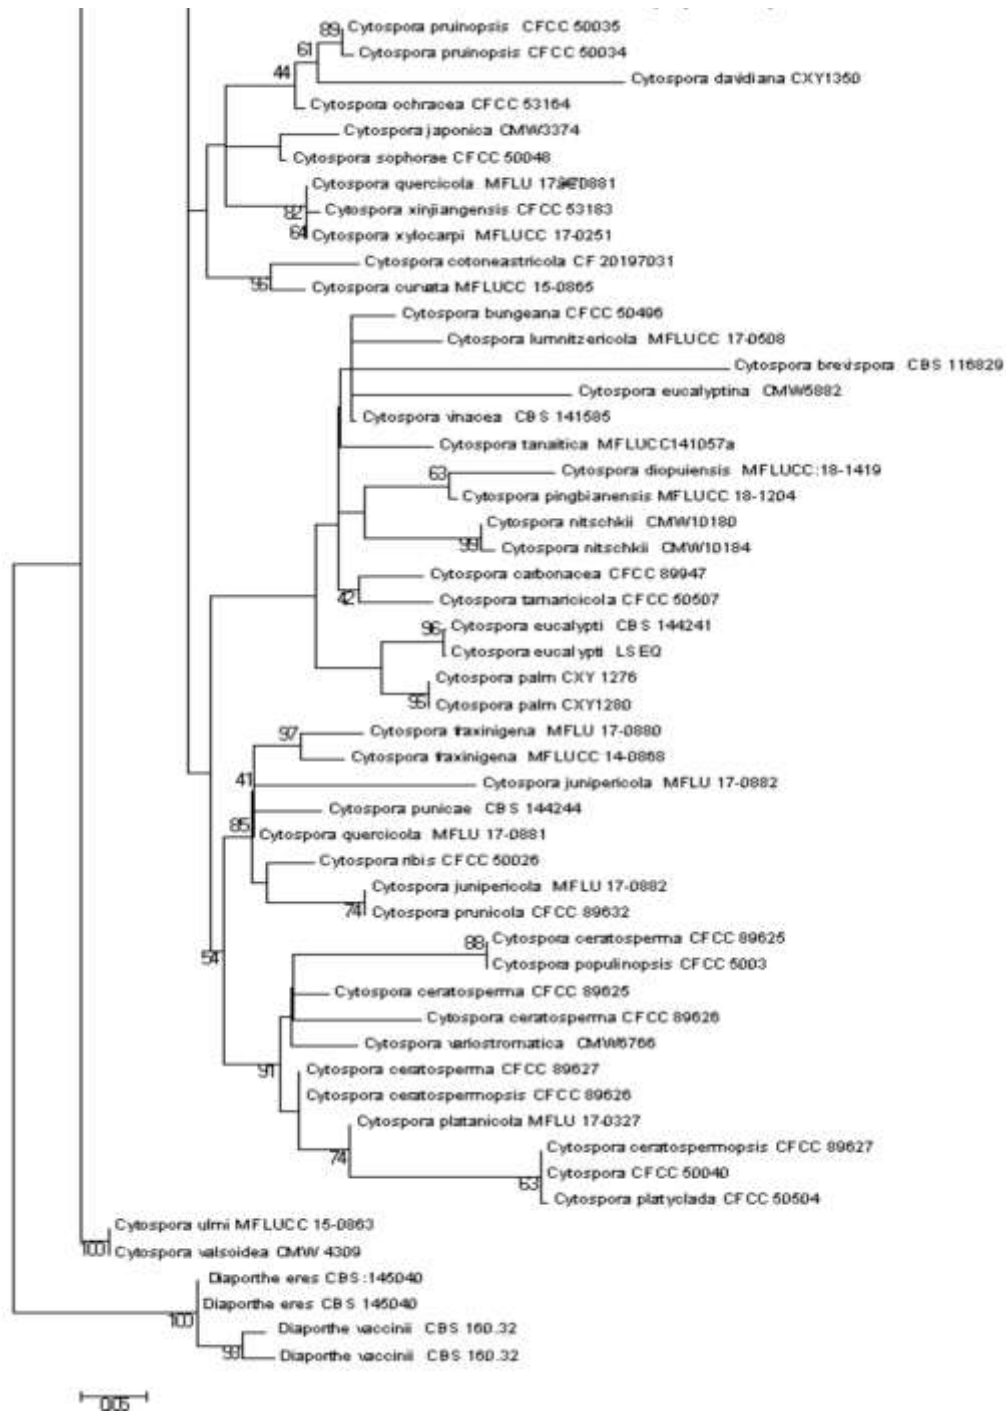 89 Cytospora pruinopsis CFCC 50035
61
Cytospora pruinopsis CFCC 50034
44
Cytospora davidiana CXY1350
Cytospora ochracea CFCC 53164
Cytospora japonica CMW3374
Cytospora sophorae CFCC 50048
Cytospora quercicola MFLU 0881
82 Cytospora xinjiangensis CFCC 53183
64 Cytospora xylocarpi MFLUCC 17-0251
Cytospora cotoneastricola CF 20197031
96 Cytospora curvata MFLUCC 15-0865
Cytospora bungeana CFCC 50496
Cytospora lumnitzericola MFLUCC 17-0508
Cytospora brevispora CBS 116829
Cytospora eucalyptina CMW5882
Cytospora vinacea CBS 141585
Cytospora tanaitica MFLUCC141057a
63 Cytospora diopuiensis MFLUCC:18-1419
Cytospora pingbianensis MFLUCC 18-1204
Cytospora nitschkii CMW10180
99 Cytospora nitschkii CMW10184
Cytospora carbonacea CFCC 89947
42 Cytospora tamaricicola CFCC 50507
96 Cytospora eucalypti CBS 144241
Cytospora eucalypti LSEQ
Cytospora palm CXY 1276
95 Cytospora palm CXY1280
97 Cytospora fraxinigena MFLU 17-0880
Cytospora fraxinigena MFLUCC 14-0868
41 Cytospora junipericola MFLU 17-0882
Cytospora punicae CBS 144244
85 Cytospora quercicola MFLU 17-0881
Cytospora ribis CFCC 50026
Cytospora junipericola MFLU 17-0882
74 Cytospora prunicola CFCC 89632
88 Cytospora ceratosperma CFCC 89625
54 Cytospora populinopsis CFCC 5003
Cytospora ceratosperma CFCC 89625
Cytospora ceratosperma CFCC 89626
Cytospora variostromatica CMW6766
91 Cytospora ceratosperma CFCC 89627
Cytospora ceratospermopsis CFCC 89626
Cytospora plattanicola MFLU 17-0327
74 Cytospora ceratospermopsis CFCC 89627
63 Cytospora CFCC 50040
Cytospora platyclada CFCC 50504
Cytospora ulmi MFLUCC 15-0863
100 Cytospora valsoidea CMW 4309
Diaporthe eres CBS :145040
100 Diaporthe eres CBS 145040
Diaporthe vaccinii CBS 160.32
93 Diaporthe vaccinii CBS 160.32
0.05